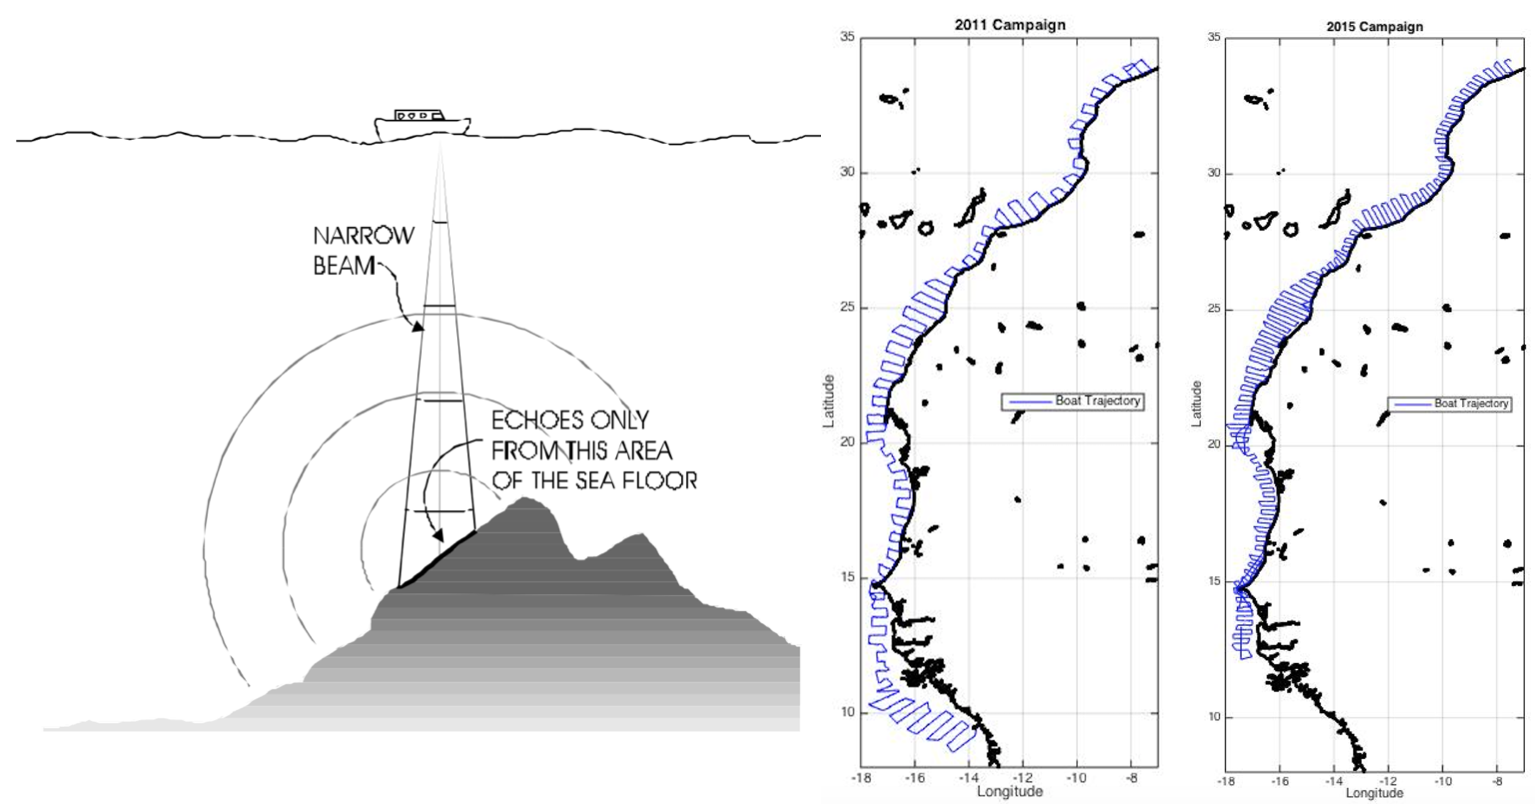 NARROW
BEAM
ECHOES ONLY
FROM THIS AREA
OF THE SEA FLOOR
2011 Campaign
35
30
25
20
15
10
Latitude
-18
-16
-14
-12
-10
-8
Longitude
Boat Trajectory
2015 Campaign
35
30
25
20
15
10
Latitude
-18
-16
-14
-12
-10
-8
Longitude
Boat Trajectory